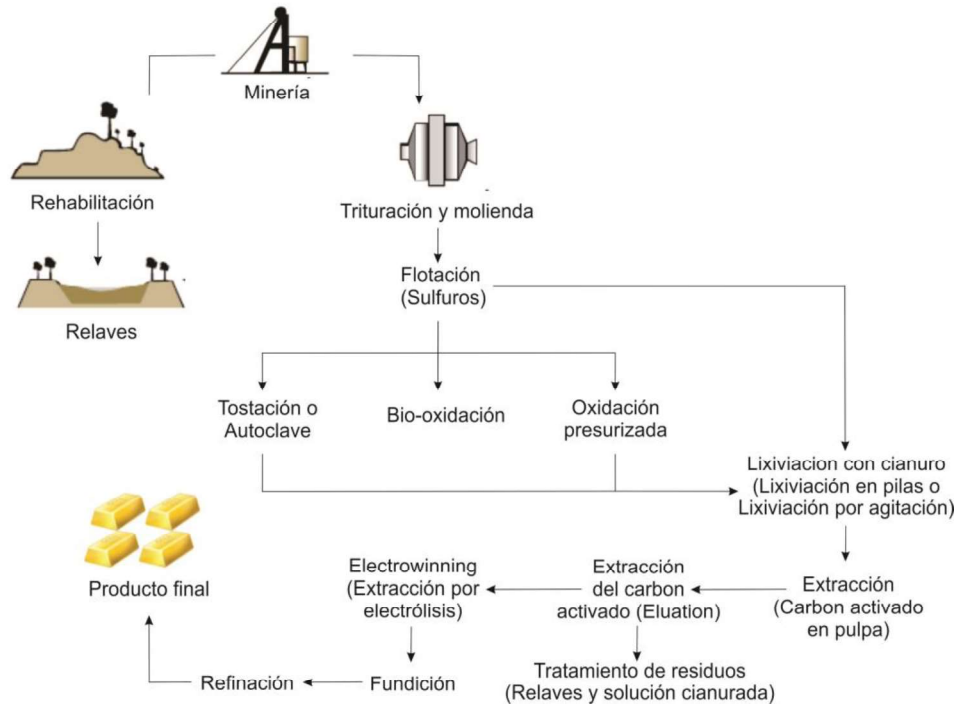 Minería
Rehabilitación
Trituración y molienda
Relaves
Flotación
(Sulfuros)
Tostación o
Autoclave
Bio-oxidación
Oxidación
presurizada
Lixiviación con cianuro
(Lixiviación en pilas o
Lixiviación por agitación)
Extracción
(Carbon activado
en pulpa)
Extracción
del carbon
activado (Eluation)
Electrowinning
(Extracción por
electrólisis)
Tratamiento de residuos
(Relaves y solución cianurada)
Fundición
Refinación
Producto final